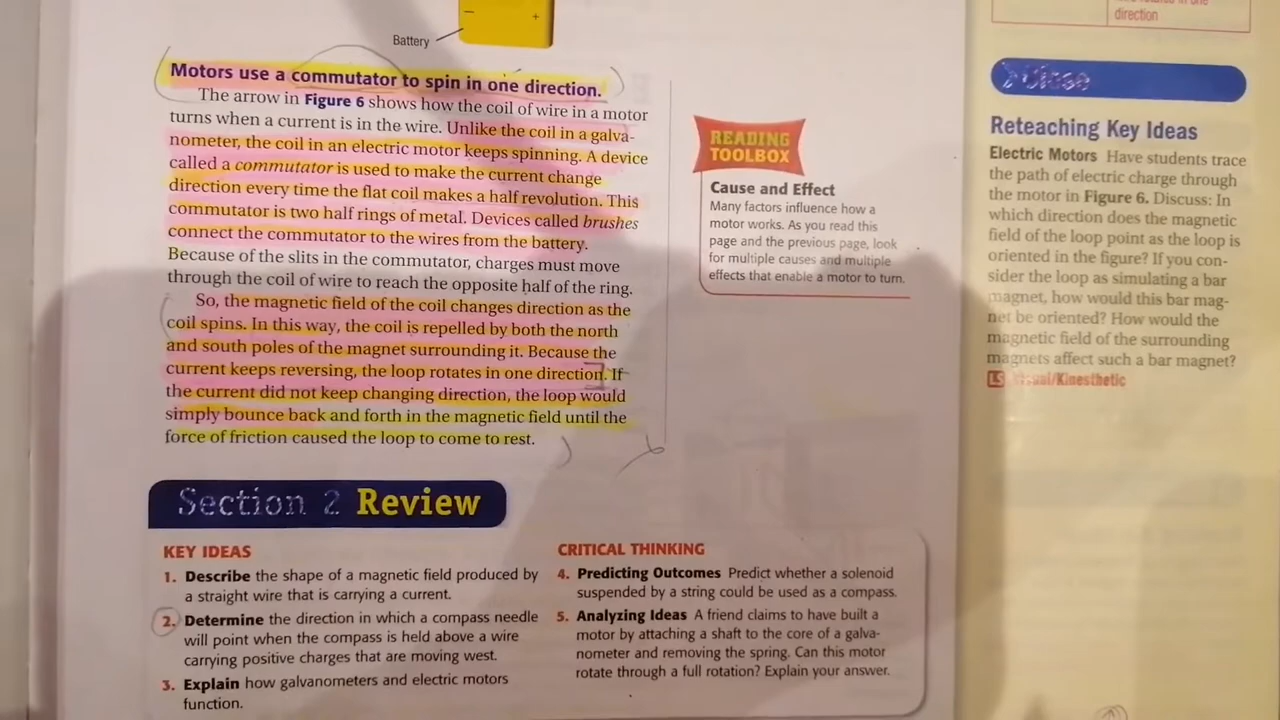 − +
Battery
Motors use a commutator to spin in one direction.
The arrow in Figure 6 shows how the coil of wire in a motor
turns when a current is in the wire. Unlike the coil in a galva-
nometer, the coil in an electric motor keeps spinning. A device
called a commutator is used to make the current change
direction every time the flat coil makes a half revolution. This
commutator is two half rings of metal. Devices called brushes
connect the commutator to the wires from the battery.
Because of the slits in the commutator, charges must move
through the coil of wire to reach the opposite half of the ring.
So, the magnetic field of the coil changes direction as the
coil spins. In this way, the coil is repelled by both the north
and south poles of the magnet surrounding it. Because the
current keeps reversing, the loop rotates in one direction. If
the current did not keep changing direction, the loop would
simply bounce back and forth in the magnetic field until the
force of friction caused the loop to come to rest.
READING
TOOLBOX
Cause and Effect
Many factors influence how a
motor works. As you read this
page and the previous page, look
for multiple causes and multiple
effects that enable a motor to turn.
Section 2 Review
KEY IDEAS
1. Describe the shape of a magnetic field produced by
a straight wire that is carrying a current.
2. Determine the direction in which a compass needle
will point when the compass is held above a wire
carrying positive charges that are moving west.
3. Explain how galvanometers and electric motors
function.
CRITICAL THINKING
4. Predicting Outcomes Predict whether a solenoid
suspended by a string could be used as a compass.
5. Analyzing Ideas A friend claims to have built a
motor by attaching a shaft to the core of a galva-
nometer and removing the spring. Can this motor
rotate through a full rotation? Explain your answer.
direction
Close
Reteaching Key Ideas
Electric Motors Have students trace
the path of electric charge through
the motor in Figure 6. Discuss: In
which direction does the magnetic
field of the loop point as the loop is
oriented in the figure? If you con-
sider the loop as simulating a bar
magnet, how would this bar mag-
net be oriented? How would the
magnetic field of the surrounding
magnets affect such a bar magnet?
LS Visual/Kinesthetic